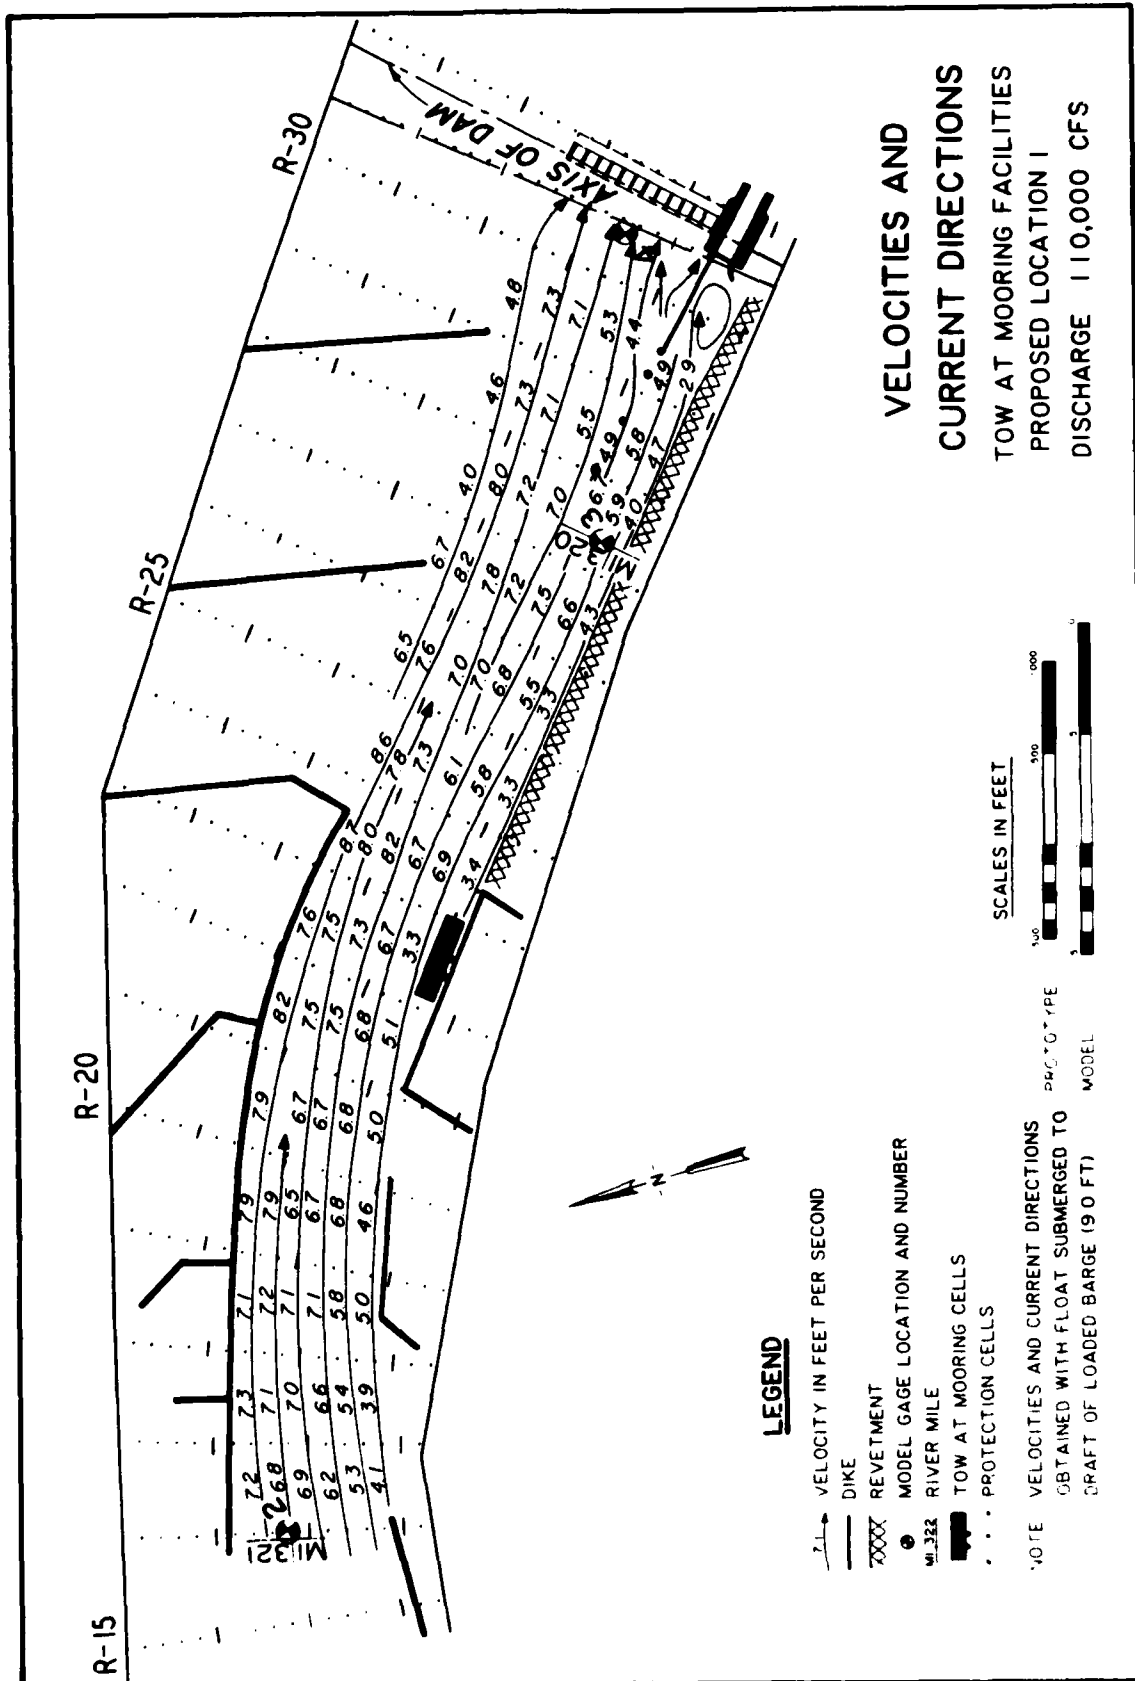 VELOCITIES AND
CURRENT DIRECTIONS
TOW AT MOORING FACILITIES
PROPOSED LOCATION 1
DISCHARGE 110,000 CFS
R-15
R-20
R-25
R-30
AXIS OF DAM
MI 321
2
7.2 7.3 7.1 7.9 7.9 8.2 7.6 8.7 8.6 6.5 6.7 4.0 4.6 4.8
6.8 7.1 7.2 7.9 6.7 7.5 7.5 8.0 7.8 7.6 8.2 8.0 7.3 7.3
6.9 7.0 7.1 6.5 6.7 7.5 7.3 8.2 7.3 7.0 7.8 7.2 7.1 7.1
6.2 6.6 7.1 6.7 6.8 6.8 6.7 6.7 6.1 7.0 7.2 7.0 5.5 5.3
5.3 5.4 5.8 6.8 5.0 5.1 3.3 6.9 5.8 6.8 7.5 6.7 4.9 4.4
4.1 3.9 5.0 4.6 3.4 3.3 5.5 6.6 5.9 5.8 4.9
3.3 4.3 4.0 4.7 2.9
3
320
M
N
LEGEND
7.1 VELOCITY IN FEET PER SECOND
DIKE
REVETMENT
MODEL GAGE LOCATION AND NUMBER
MI 322 RIVER MILE
TOW AT MOORING CELLS
PROTECTION CELLS
NOTE VELOCITIES AND CURRENT DIRECTIONS
OBTAINED WITH FLOAT SUBMERGED TO
DRAFT OF LOADED BARGE (9.0 FT)
SCALES IN FEET
PROTOTYPE 500 500 1000
MODEL 5 5